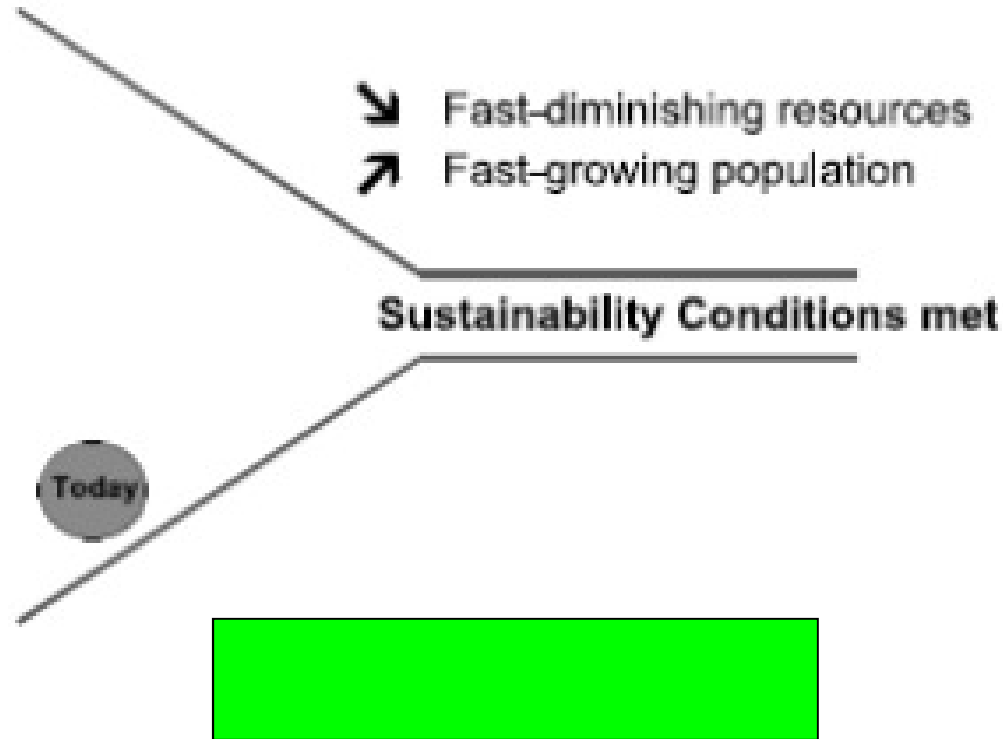 Fast-diminishing resources
Fast-growing population
Sustainability Conditions met
Today